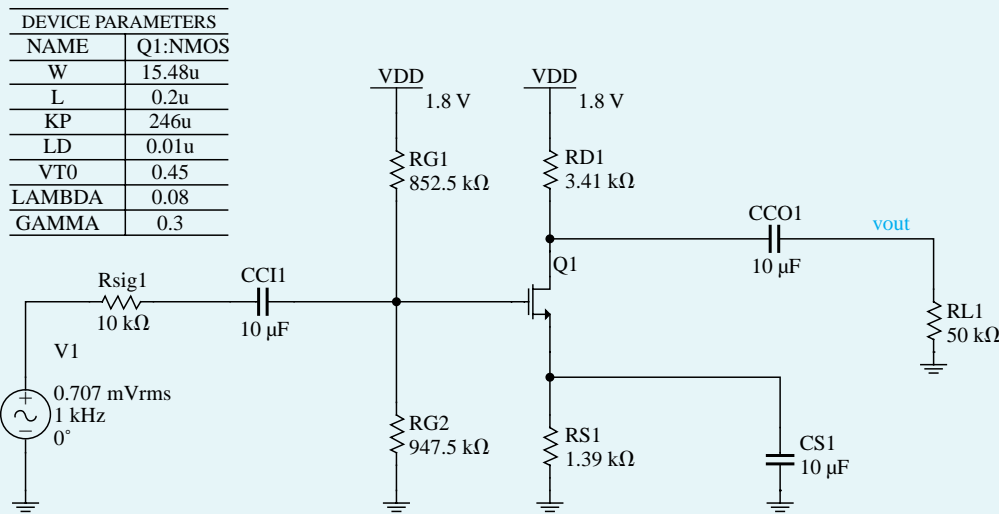 DEVICE PARAMETERS
NAME Q1:NMOS
W 15.48u
L 0.2u
KP 246u
LD 0.01u
VT0 0.45
LAMBDA 0.08
GAMMA 0.3
VDD
1.8 V
VDD
1.8 V
RG1
852.5 kΩ
RD1
3.41 kΩ
CCO1
10 µF
vout
Q1
Rsig1
10 kΩ
CCI1
10 µF
RL1
50 kΩ
V1
0.707 mVrms
1 kHz
0°
RG2
947.5 kΩ
RS1
1.39 kΩ
CS1
10 µF